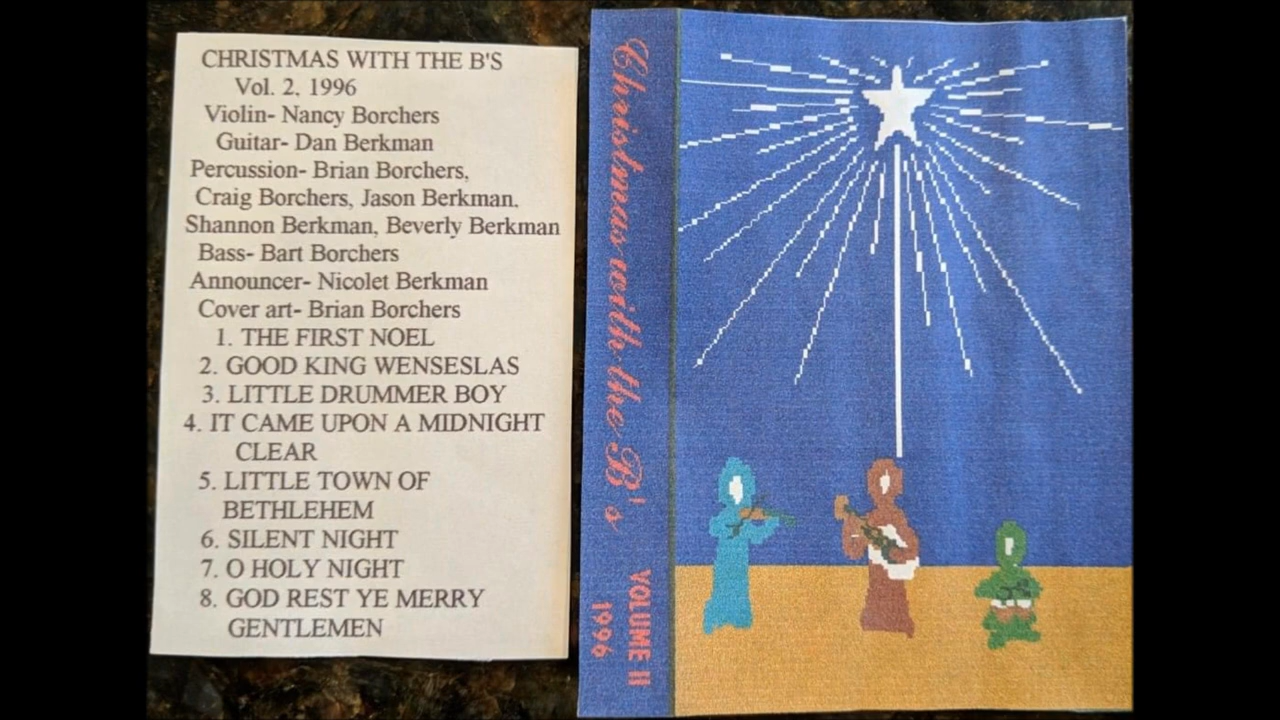 CHRISTMAS WITH THE B'S
Vol. 2, 1996
Violin- Nancy Borchers
Guitar- Dan Berkman
Percussion- Brian Borchers,
Craig Borchers, Jason Berkman,
Shannon Berkman, Beverly Berkman
Bass- Bart Borchers
Announcer- Nicolet Berkman
Cover art- Brian Borchers
1. THE FIRST NOEL
2. GOOD KING WENSESLAS
3. LITTLE DRUMMER BOY
4. IT CAME UPON A MIDNIGHT
CLEAR
5. LITTLE TOWN OF
BETHLEHEM
6. SILENT NIGHT
7. O HOLY NIGHT
8. GOD REST YE MERRY
GENTLEMEN
Christmas with the B's
VOLUME II
1996